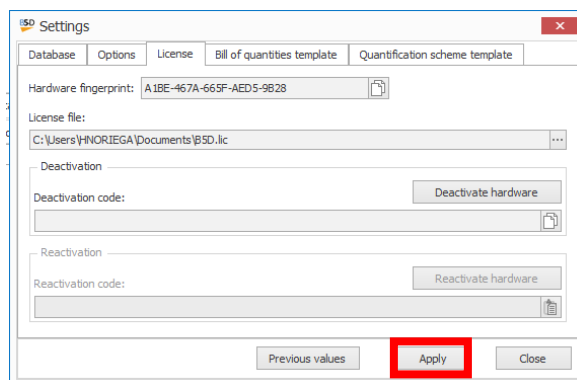 B5D Settings
Database Options License Bill of quantities template Quantification scheme template
Hardware fingerprint: A1BE-467A-665F-AED5-9B28
License file:
C:\Users\HNORIEGA\Documents\B5D.lic ...
Deactivation
Deactivate hardware
Deactivation code:
Reactivation
Reactivate hardware
Reactivation code:
Previous values Apply Close